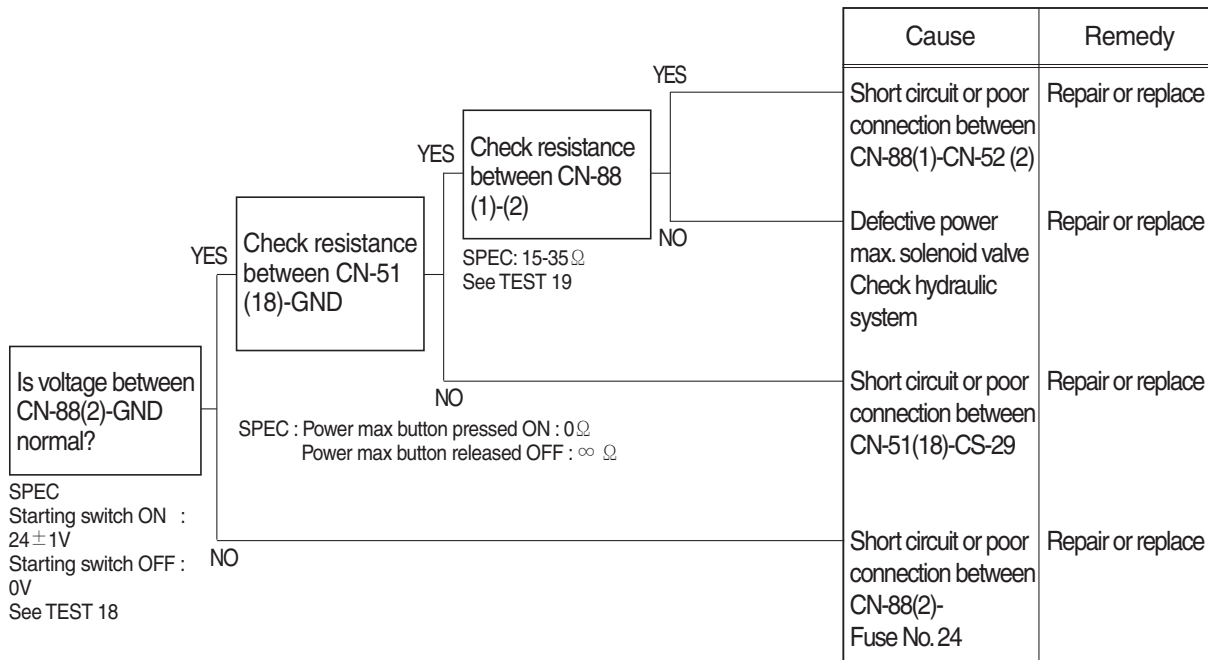 Cause
Remedy
YES
Short circuit or poor
connection between
CN-88(1)-CN-52 (2)
Repair or replace
YES
Check resistance
between CN-88
(1)-(2)
NO
SPEC: 15-35Ω
See TEST 19
Defective power
max. solenoid valve
Check hydraulic
system
Repair or replace
YES
Check resistance
between CN-51
(18)-GND
NO
SPEC : Power max button pressed ON : 0Ω
Power max button released OFF : ∞ Ω
Short circuit or poor
connection between
CN-51(18)-CS-29
Repair or replace
Is voltage between
CN-88(2)-GND
normal?
SPEC
Starting switch ON :
24±1V
Starting switch OFF :
0V
See TEST 18
NO
Short circuit or poor
connection between
CN-88(2)-
Fuse No. 24
Repair or replace